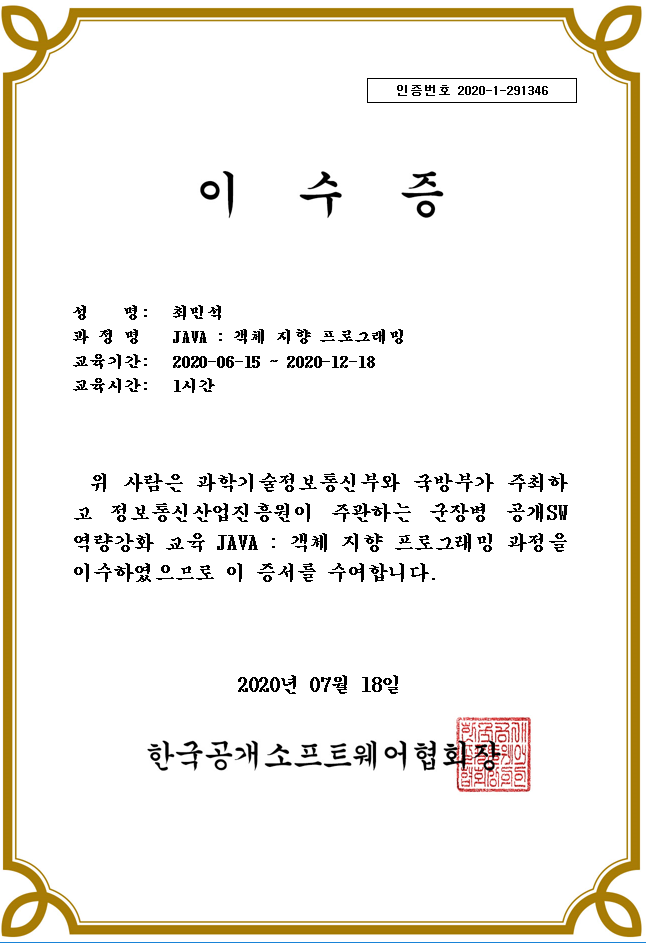 인증번호 2020-1-291346
이 수 증
성 명: 최민석
과 정 명 JAVA : 객체 지향 프로그래밍
교육기간: 2020-06-15 ~ 2020-12-18
교육시간: 1시간
위 사람은 과학기술정보통신부와 국방부가 주최하
고 정보통신산업진흥원이 주관하는 군장병 공개SW
역량강화 교육 JAVA : 객체 지향 프로그래밍 과정을
이수하였으므로 이 증서를 수여합니다.
2020년 07월 18일
한국공개소프트웨어협회장